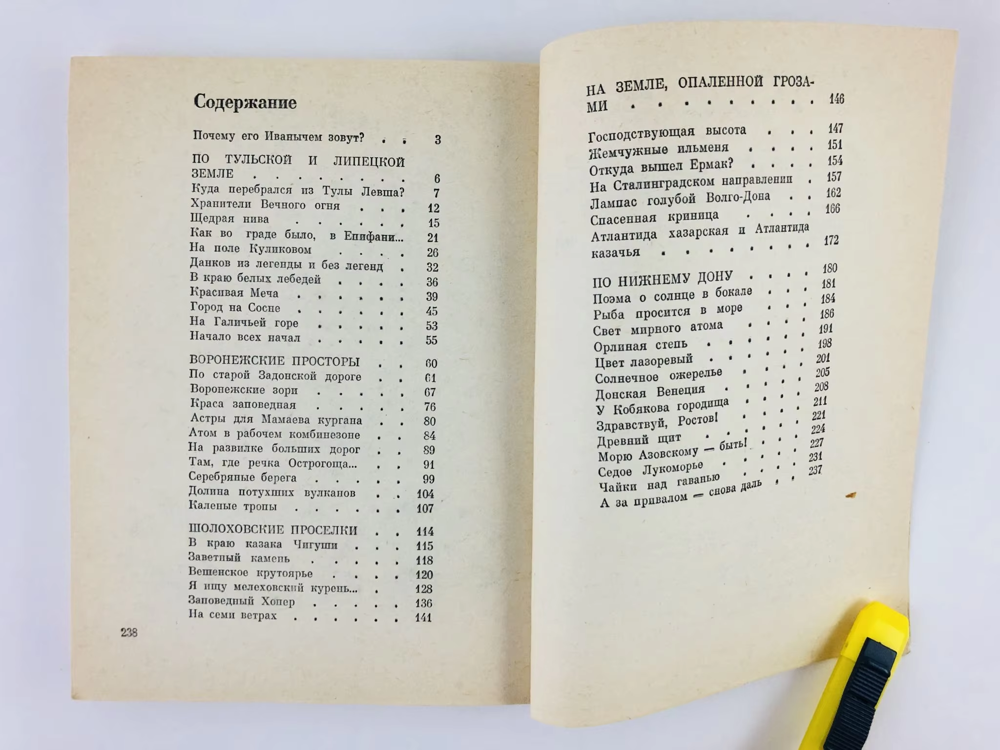 Содержание
Почему его Иванычем зовут? . . 3
ПО ТУЛЬСКОЙ И ЛИПЕЦКОЙ
ЗЕМЛЕ . . . . . . . . 6
Куда перебрался из Тулы Левша? 7
Хранители Вечного огня . . . 12
Щедрая нива . . . . . . 15
Как во граде было, в Епифани... 21
На поле Куликовом . . . . 26
Данков из легенды и без легенд . 32
В краю белых лебедей . . . . 36
Красивая Меча . . . . . . 39
Город на Сосне . . . . . . 45
На Галичьей горе . . . . . 53
Начало всех начал . . . . . 55
ВОРОНЕЖСКИЕ ПРОСТОРЫ . . 60
По старой Задонской дороге . . 61
Воронежские зори . . . . . 67
Краса заповедная . . . . . 76
Астры для Мамаева кургана . . 80
Атом в рабочем комбинезоне . . 84
На развилке больших дорог . . 89
Там, где речка Острогоща... . . 91
Серебряные берега . . . . . 99
Долина потухших вулканов . . 104
Каленые тропы . . . . . . 107
ШОЛОХОВСКИЕ ПРОСЕЛКИ . . 114
В краю казака Чигуши . . . 115
Заветный камень . . . . . 118
Вешенское крутоярье . . . . 120
Я ищу мелеховский курень... . 128
Заповедный Хопер . . . . . 136
На семи ветрах . . . . . . 141
238
НА ЗЕМЛЕ, ОПАЛЕННОЙ ГРОЗА-
МИ . . . . . . . . . 146
Господствующая высота . . . 147
Жемчужные ильменя . . . . 151
Откуда вышел Ермак? . . . . 154
На Сталинградском направлении . 157
Лампас голубой Волго-Дона . . 162
Спасенная криница . . . . 166
Атлантида хазарская и Атлантида
казачья . . . . . . . . 172
ПО НИЖНЕМУ ДОНУ . . . . 180
Поэма о солнце в бокале . . . 181
Рыба просится в море . . . 184
Свет мирного атома . . . . 186
Орлиная степь . . . . . . 191
Цвет лазоревый . . . . . . 198
Солнечное ожерелье . . . . 201
Донская Венеция . . . . . 205
У Кобякова городища . . . . 208
Здравствуй, Ростов! . . . . 211
Древний щит . . . . . . 221
Морю Азовскому — быть! . . . 224
Седое Лукоморье . . . . . 227
Чайки над гаванью . . . . 231
А за привалом — снова даль . . 237